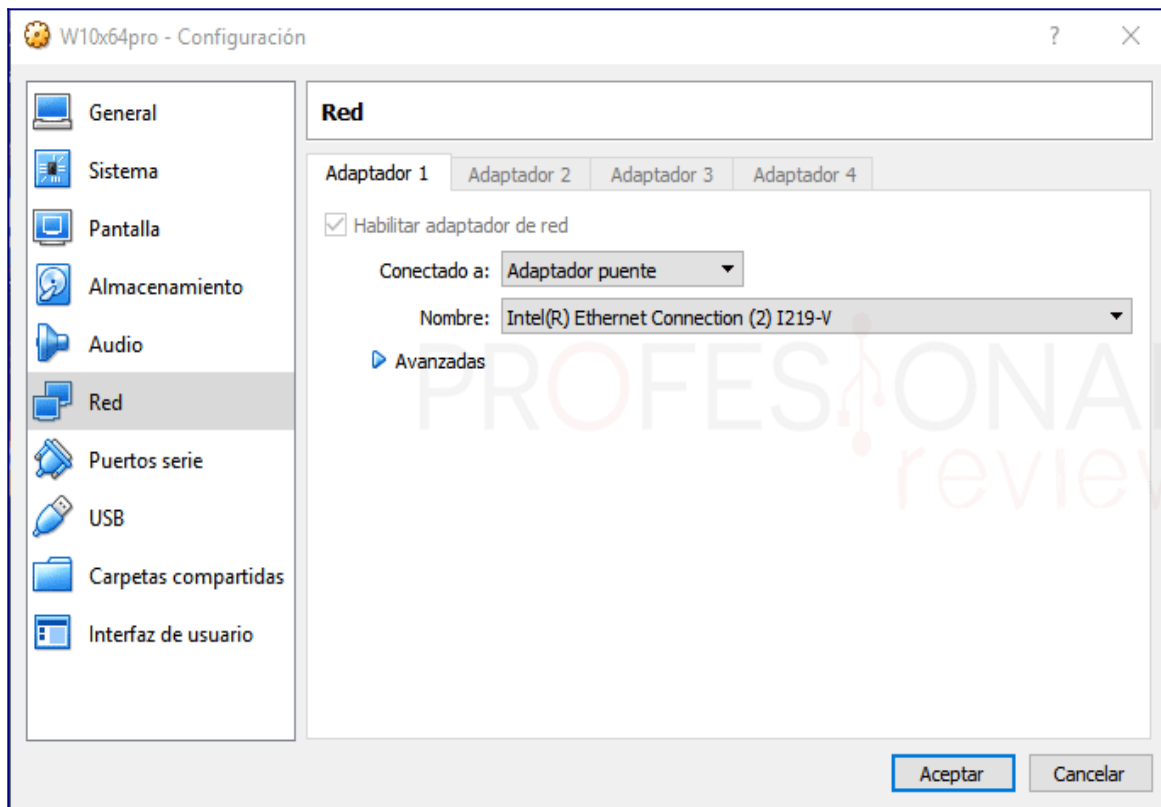 W10x64pro - Configuración
?
General
Sistema
Pantalla
Almacenamiento
Audio
Red
Puertos serie
USB
Carpetas compartidas
Interfaz de usuario
Red
Adaptador 1 Adaptador 2 Adaptador 3 Adaptador 4
Habilitar adaptador de red
Conectado a: Adaptador puente
Nombre: Intel(R) Ethernet Connection (2) I219-V
Avanzadas
PROFESIONAL
review
Aceptar Cancelar